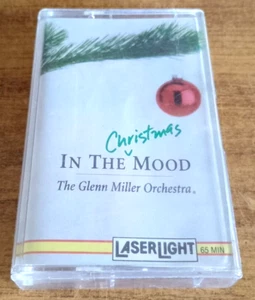 Christmas
IN THE MOOD
The Glenn Miller Orchestra®
LASERLIGHT 65 MIN